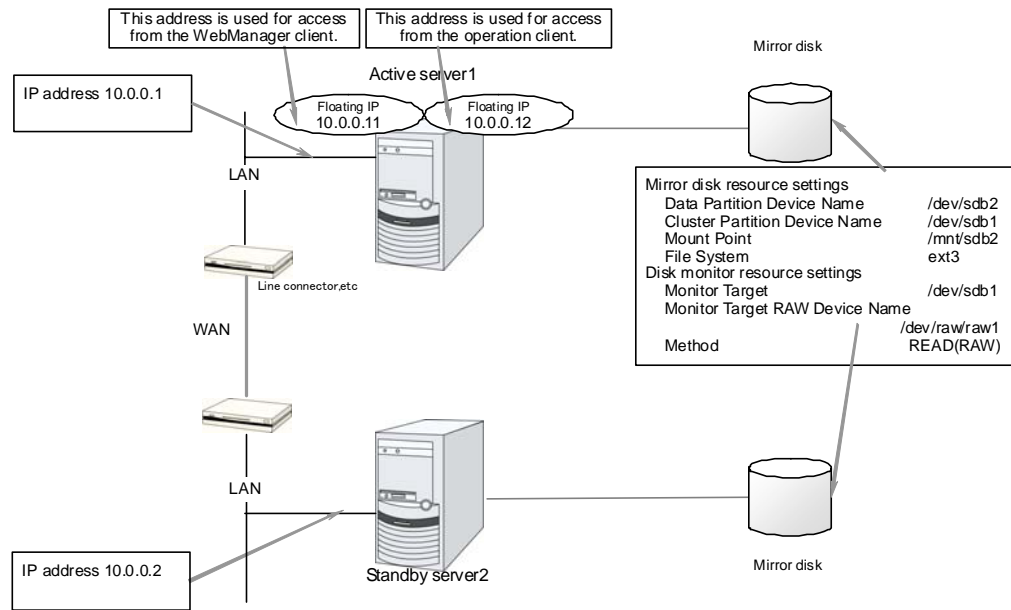 This address is used for access
from the WebManager client.
This address is used for access
from the operation client.
Mirror disk
Active server1
IP address 10.0.0.1
Floating IP
10.0.0.11
Floating IP
10.0.0.12
LAN
Mirror disk resource settings
Data Partition Device Name /dev/sdb2
Cluster Partition Device Name /dev/sdb1
Mount Point /mnt/sdb2
File System ext3
Disk monitor resource settings
Monitor Target /dev/sdb1
Monitor Target RAW Device Name
/dev/raw/raw1
Method READ(RAW)
Line connector,etc
WAN
LAN
IP address 10.0.0.2
Standby server2
Mirror disk